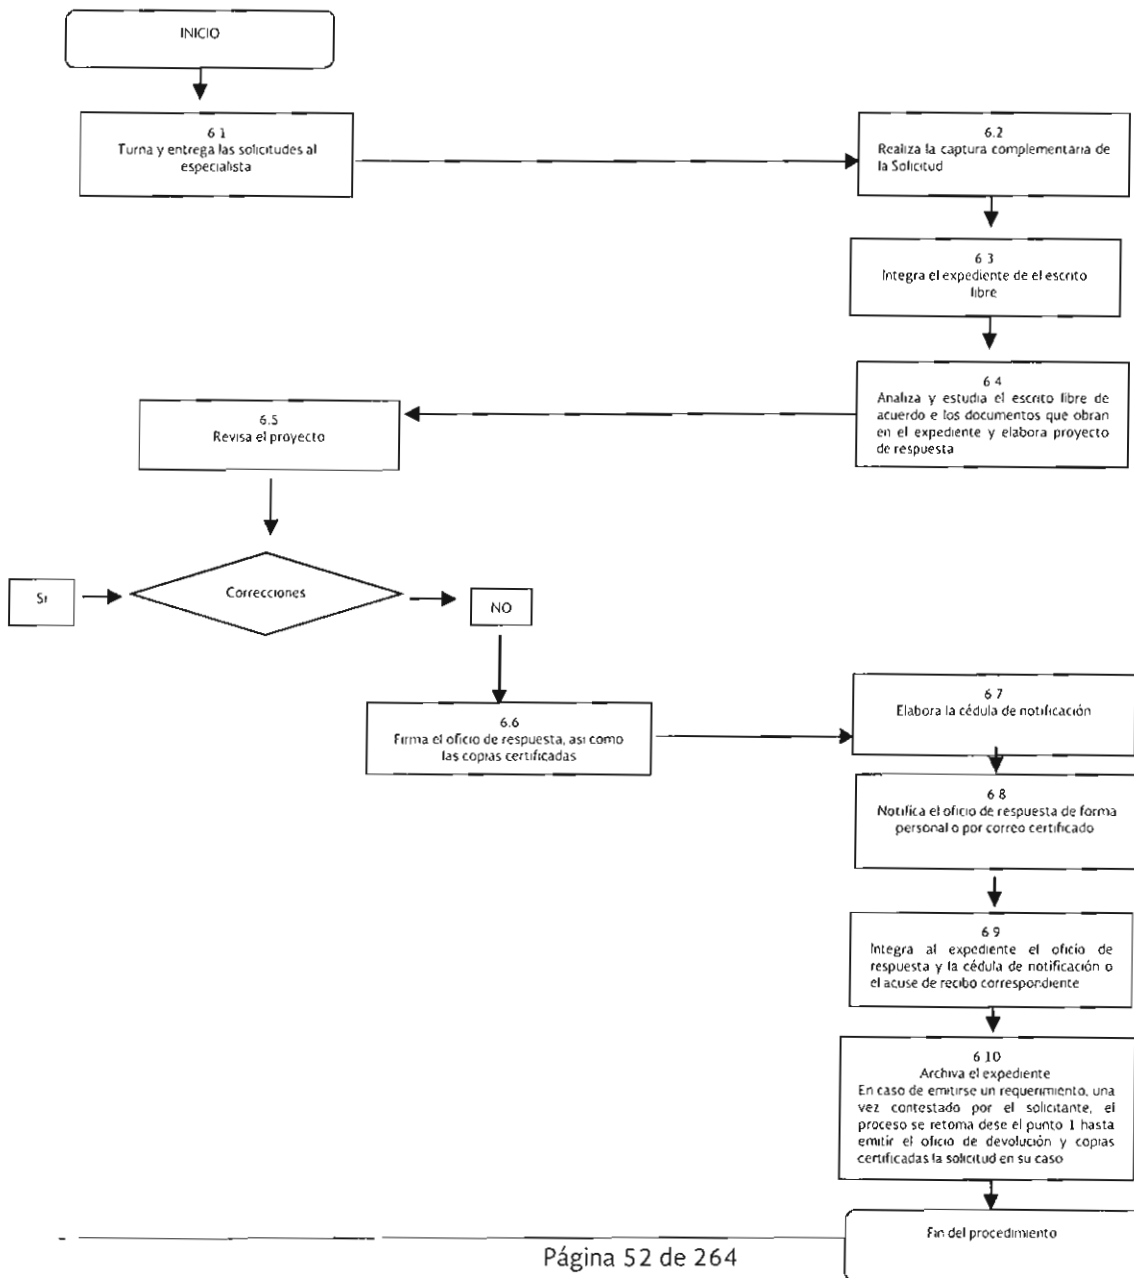 INICIO
6 1
Turna y entrega las solicitudes al
especialista
6.2
Realiza la captura complementaria de
la Solicitud
6 3
Integra el expediente de el escrito
libre
6 4
Analiza y estudia el escrito libre de
acuerdo e los documentos que obran
en el expediente y elabora proyecto
de respuesta
6.5
Revisa el proyecto
Si
Correcciones
NO
6.6
Firma el oficio de respuesta, asi como
las copias certificadas
6 7
Elabora la cédula de notificación
6 8
Notifica el oficio de respuesta de forma
personal o por correo certificado
6 9
Integra al expediente el oficio de
respuesta y la cédula de notificación o
el acuse de recibo correspondiente
6 10
Archiva el expediente
En caso de emitirse un requerimiento, una
vez contestado por el solicitante, el
proceso se retoma dese el punto 1 hasta
emitir el oficio de devolución y copias
certificadas la solicitud en su caso
Fin del procedimiento
Página 52 de 264